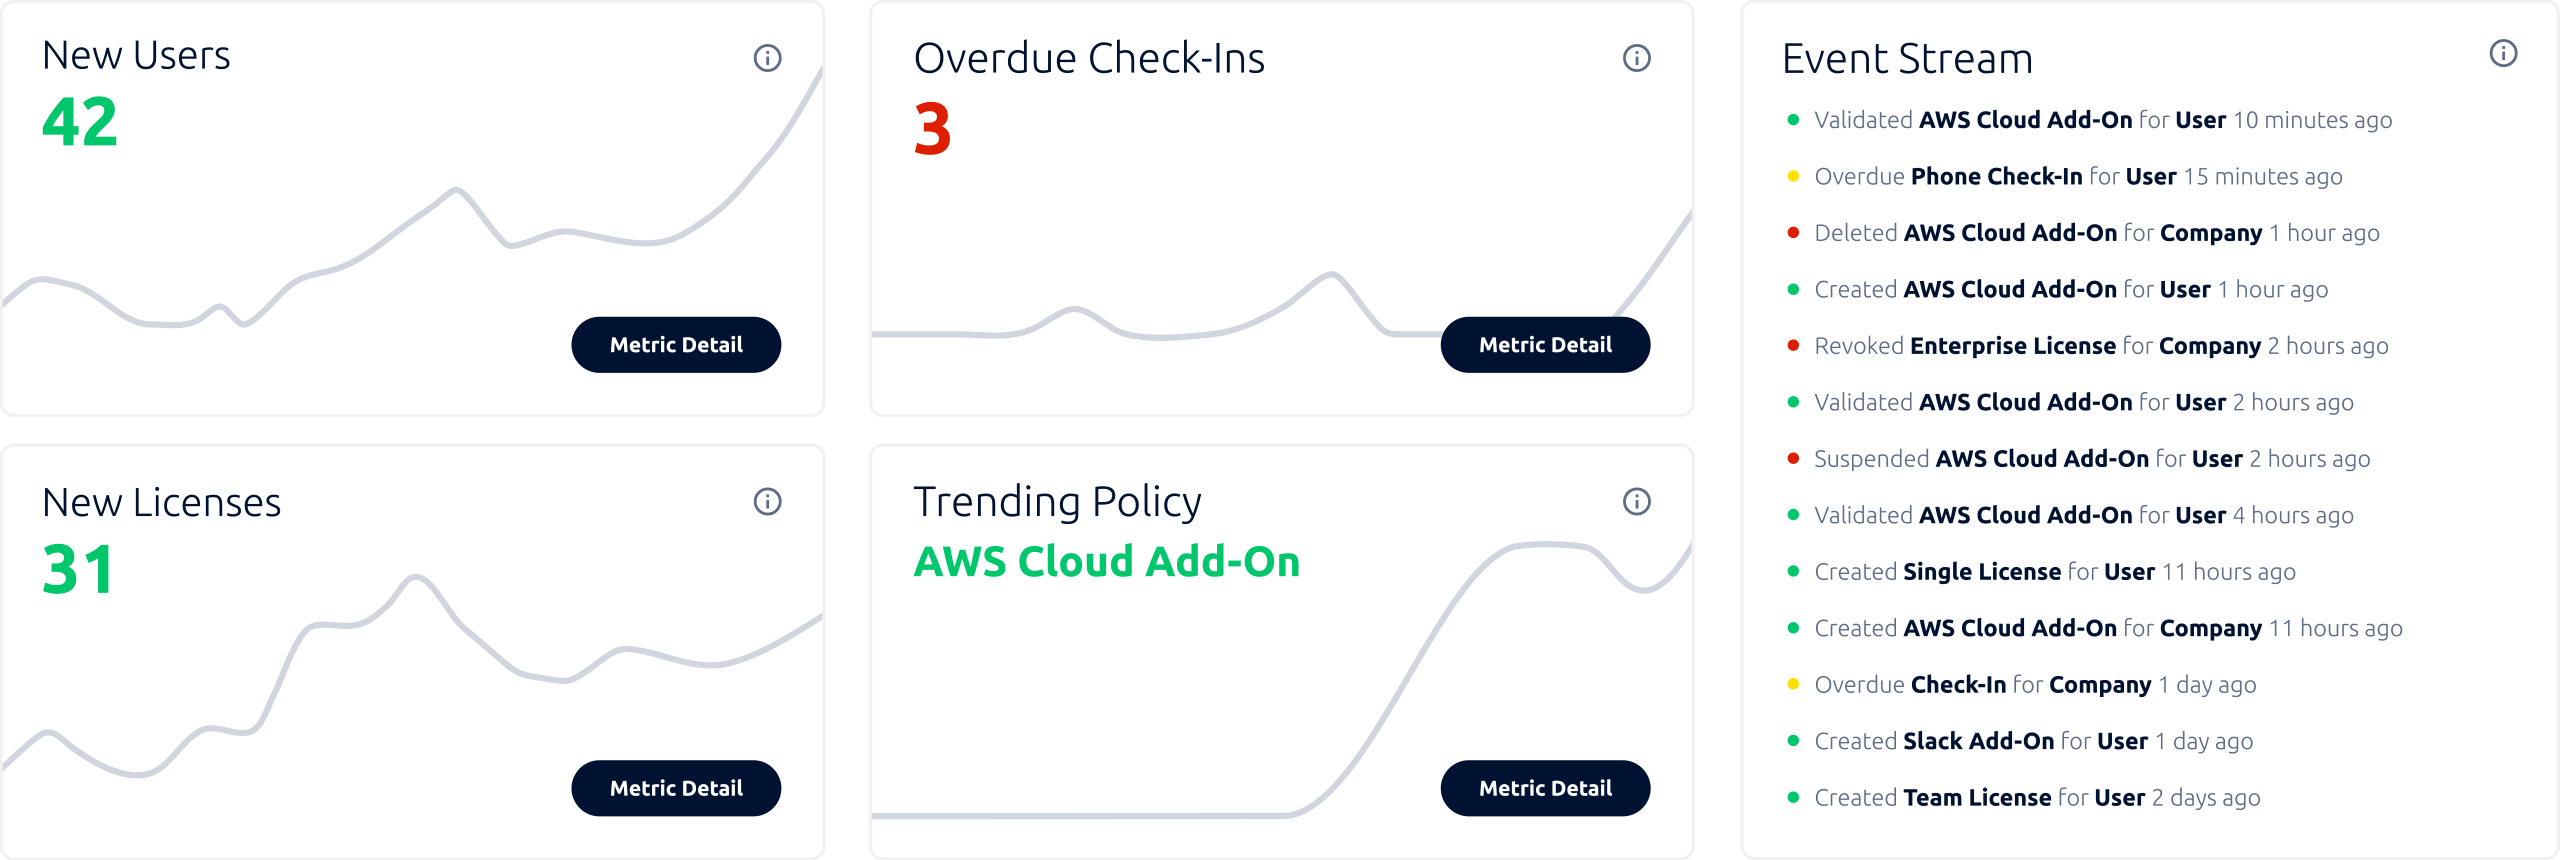 New Users
42
Metric Detail
Overdue Check-Ins
3
Metric Detail
New Licenses
31
Metric Detail
Trending Policy
AWS Cloud Add-On
Metric Detail
Event Stream
Validated AWS Cloud Add-On for User 10 minutes ago
Overdue Phone Check-In for User 15 minutes ago
Deleted AWS Cloud Add-On for Company 1 hour ago
Created AWS Cloud Add-On for User 1 hour ago
Revoked Enterprise License for Company 2 hours ago
Validated AWS Cloud Add-On for User 2 hours ago
Suspended AWS Cloud Add-On for User 2 hours ago
Validated AWS Cloud Add-On for User 4 hours ago
Created Single License for User 11 hours ago
Created AWS Cloud Add-On for Company 11 hours ago
Overdue Check-In for Company 1 day ago
Created Slack Add-On for User 1 day ago
Created Team License for User 2 days ago